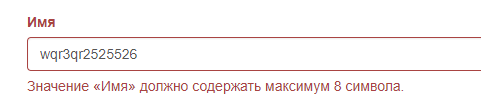 Имя
wqr3qr2525526
Значение «Имя» должно содержать максимум 8 символа.